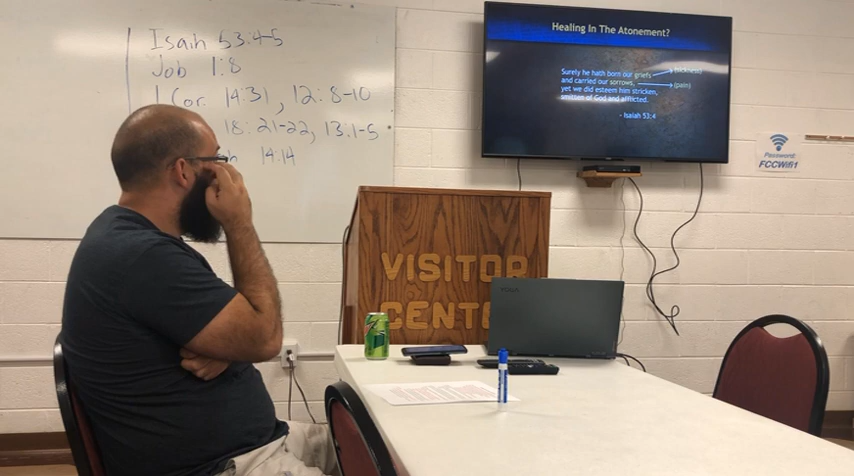 Isaih 53:4-5
Job 1:8
1 Cor. 14:31, 12:8-10
18:21-22, 13:1-5
14:14
Healing In The Atonement?
Surely he hath born our griefs (sickness)
and carried our sorrows, (pain)
yet we did esteem him stricken,
smitten of God and afflicted.
- Isaiah 53:4
Password:
FCCWifi1
VISITOR
CENT